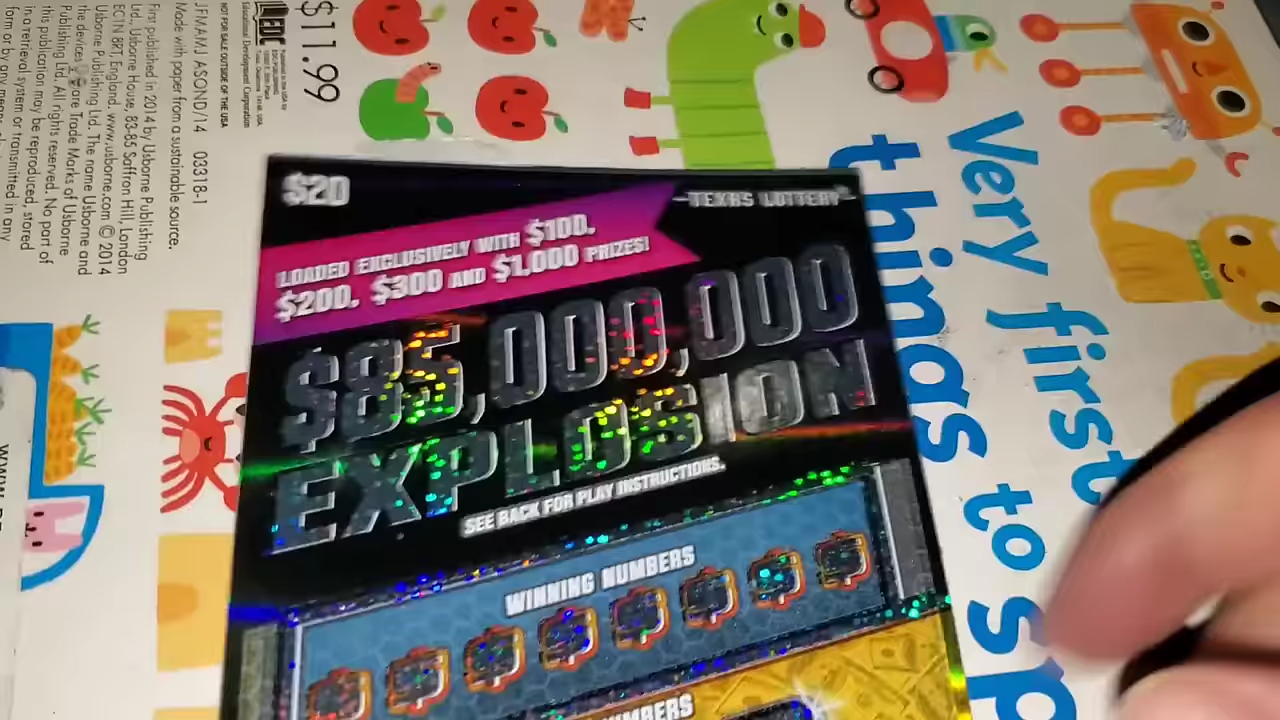 $20
TEXAS LOTTERY
LOADED EXCLUSIVELY WITH $100,
$200, $300 AND $1,000 PRIZES!
$85,000,000
EXPLOSION
SEE BACK FOR PLAY INSTRUCTIONS.
WINNING NUMBERS
NUMBERS
Very first
things to sp
$11.99
EDC
Educational Development Corporation
NOT FOR SALE OUTSIDE OF THE USA
JFMAMJ ASOND/14 03318-1
Made with paper from a sustainable source.
First published in 2014 by Usborne Publishing
Ltd., Usborne House, 83-85 Saffron Hill, London
EC1N 8RT England. www.usborne.com © 2014
Usborne Publishing Ltd. The name Usborne and
the devices are Trade Marks of Usborne
Publishing Ltd. All rights reserved. No part of
this publication may be reproduced, stored
in a retrieval system or transmitted in any
form or by any means,